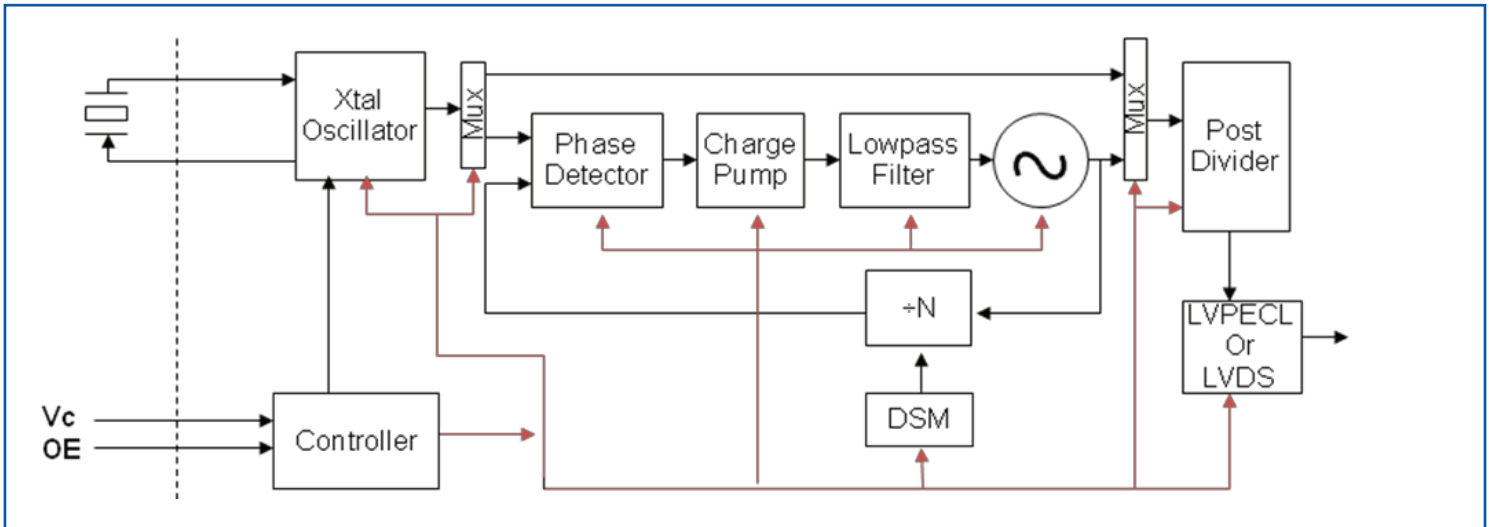 Xtal
Oscillator
Mux
Phase
Detector
Charge
Pump
Lowpass
Filter
Mux
Post
Divider
÷N
LVPECL
Or
LVDS
DSM
Vc
OE
Controller